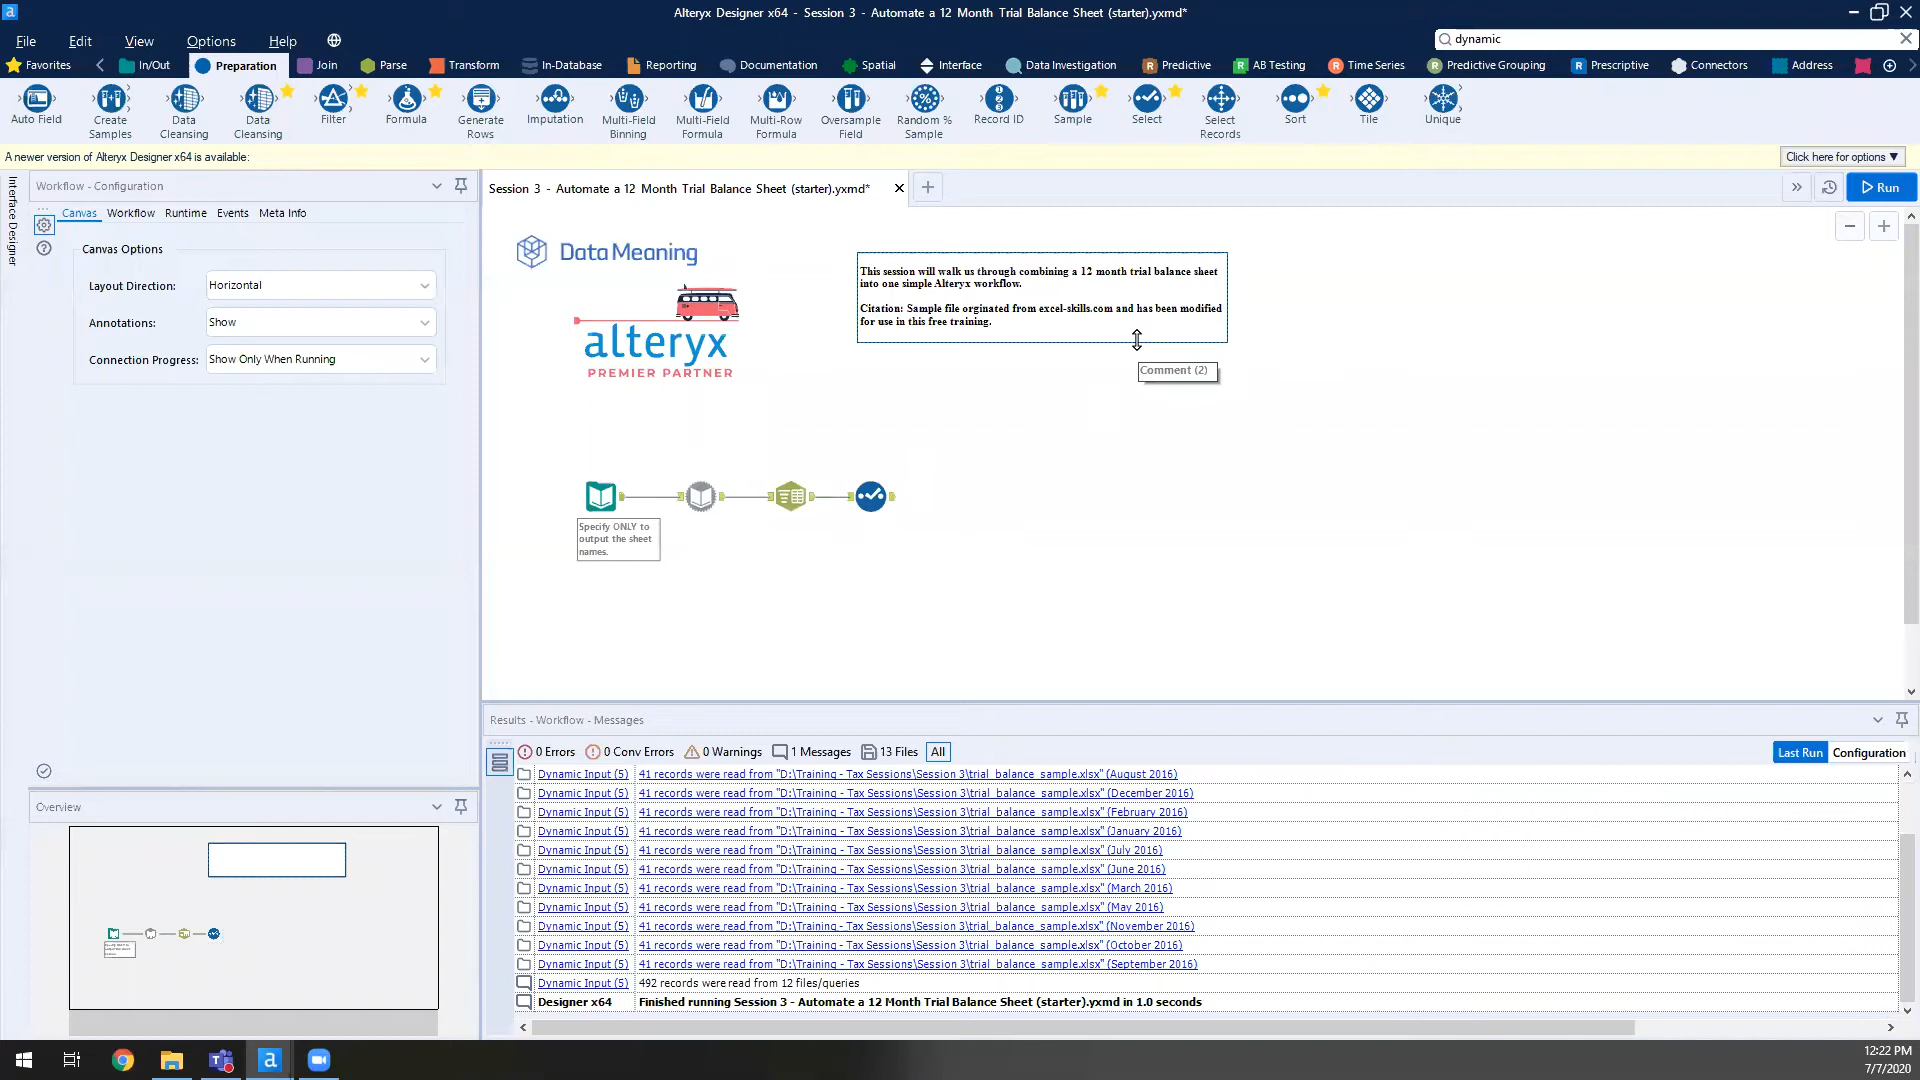 Alteryx Designer x64 - Session 3 - Automate a 12 Month Trial Balance Sheet (starter).yxmd*
File Edit View Options Help
dynamic
Favorites In/Out Preparation Join Parse Transform In-Database Reporting Documentation Spatial Interface Data Investigation Predictive AB Testing Time Series Predictive Grouping Prescriptive Connectors Address
Auto Field Create Samples Data Cleansing Data Cleansing Filter Formula Generate Rows Imputation Multi-Field Binning Multi-Field Formula Multi-Row Formula Oversample Field Random % Sample Record ID Sample Select Select Records Sort Tile Unique
A newer version of Alteryx Designer x64 is available:
Click here for options ▼
Interface Designer
Workflow - Configuration
Canvas Workflow Runtime Events Meta Info
Canvas Options
Layout Direction: Horizontal
Annotations: Show
Connection Progress: Show Only When Running
Session 3 - Automate a 12 Month Trial Balance Sheet (starter).yxmd*
Run
Data Meaning
alteryx
PREMIER PARTNER
This session will walk us through combining a 12 month trial balance sheet
into one simple Alteryx workflow.
Citation: Sample file orginated from excel-skills.com and has been modified
for use in this free training.
Comment (2)
Specify ONLY to
output the sheet
names.
Overview
Specify ONLY to
output the sheet
names.
Results - Workflow - Messages
0 Errors 0 Conv Errors 0 Warnings 1 Messages 13 Files All
Last Run Configuration
Dynamic Input (5) 41 records were read from "D:\Training - Tax Sessions\Session 3\trial_balance_sample.xlsx" (August 2016)
Dynamic Input (5) 41 records were read from "D:\Training - Tax Sessions\Session 3\trial_balance_sample.xlsx" (December 2016)
Dynamic Input (5) 41 records were read from "D:\Training - Tax Sessions\Session 3\trial_balance_sample.xlsx" (February 2016)
Dynamic Input (5) 41 records were read from "D:\Training - Tax Sessions\Session 3\trial_balance_sample.xlsx" (January 2016)
Dynamic Input (5) 41 records were read from "D:\Training - Tax Sessions\Session 3\trial_balance_sample.xlsx" (July 2016)
Dynamic Input (5) 41 records were read from "D:\Training - Tax Sessions\Session 3\trial_balance_sample.xlsx" (June 2016)
Dynamic Input (5) 41 records were read from "D:\Training - Tax Sessions\Session 3\trial_balance_sample.xlsx" (March 2016)
Dynamic Input (5) 41 records were read from "D:\Training - Tax Sessions\Session 3\trial_balance_sample.xlsx" (May 2016)
Dynamic Input (5) 41 records were read from "D:\Training - Tax Sessions\Session 3\trial_balance_sample.xlsx" (November 2016)
Dynamic Input (5) 41 records were read from "D:\Training - Tax Sessions\Session 3\trial_balance_sample.xlsx" (October 2016)
Dynamic Input (5) 41 records were read from "D:\Training - Tax Sessions\Session 3\trial_balance_sample.xlsx" (September 2016)
Dynamic Input (5) 492 records were read from 12 files/queries
Designer x64 Finished running Session 3 - Automate a 12 Month Trial Balance Sheet (starter).yxmd in 1.0 seconds
12:22 PM
7/7/2020